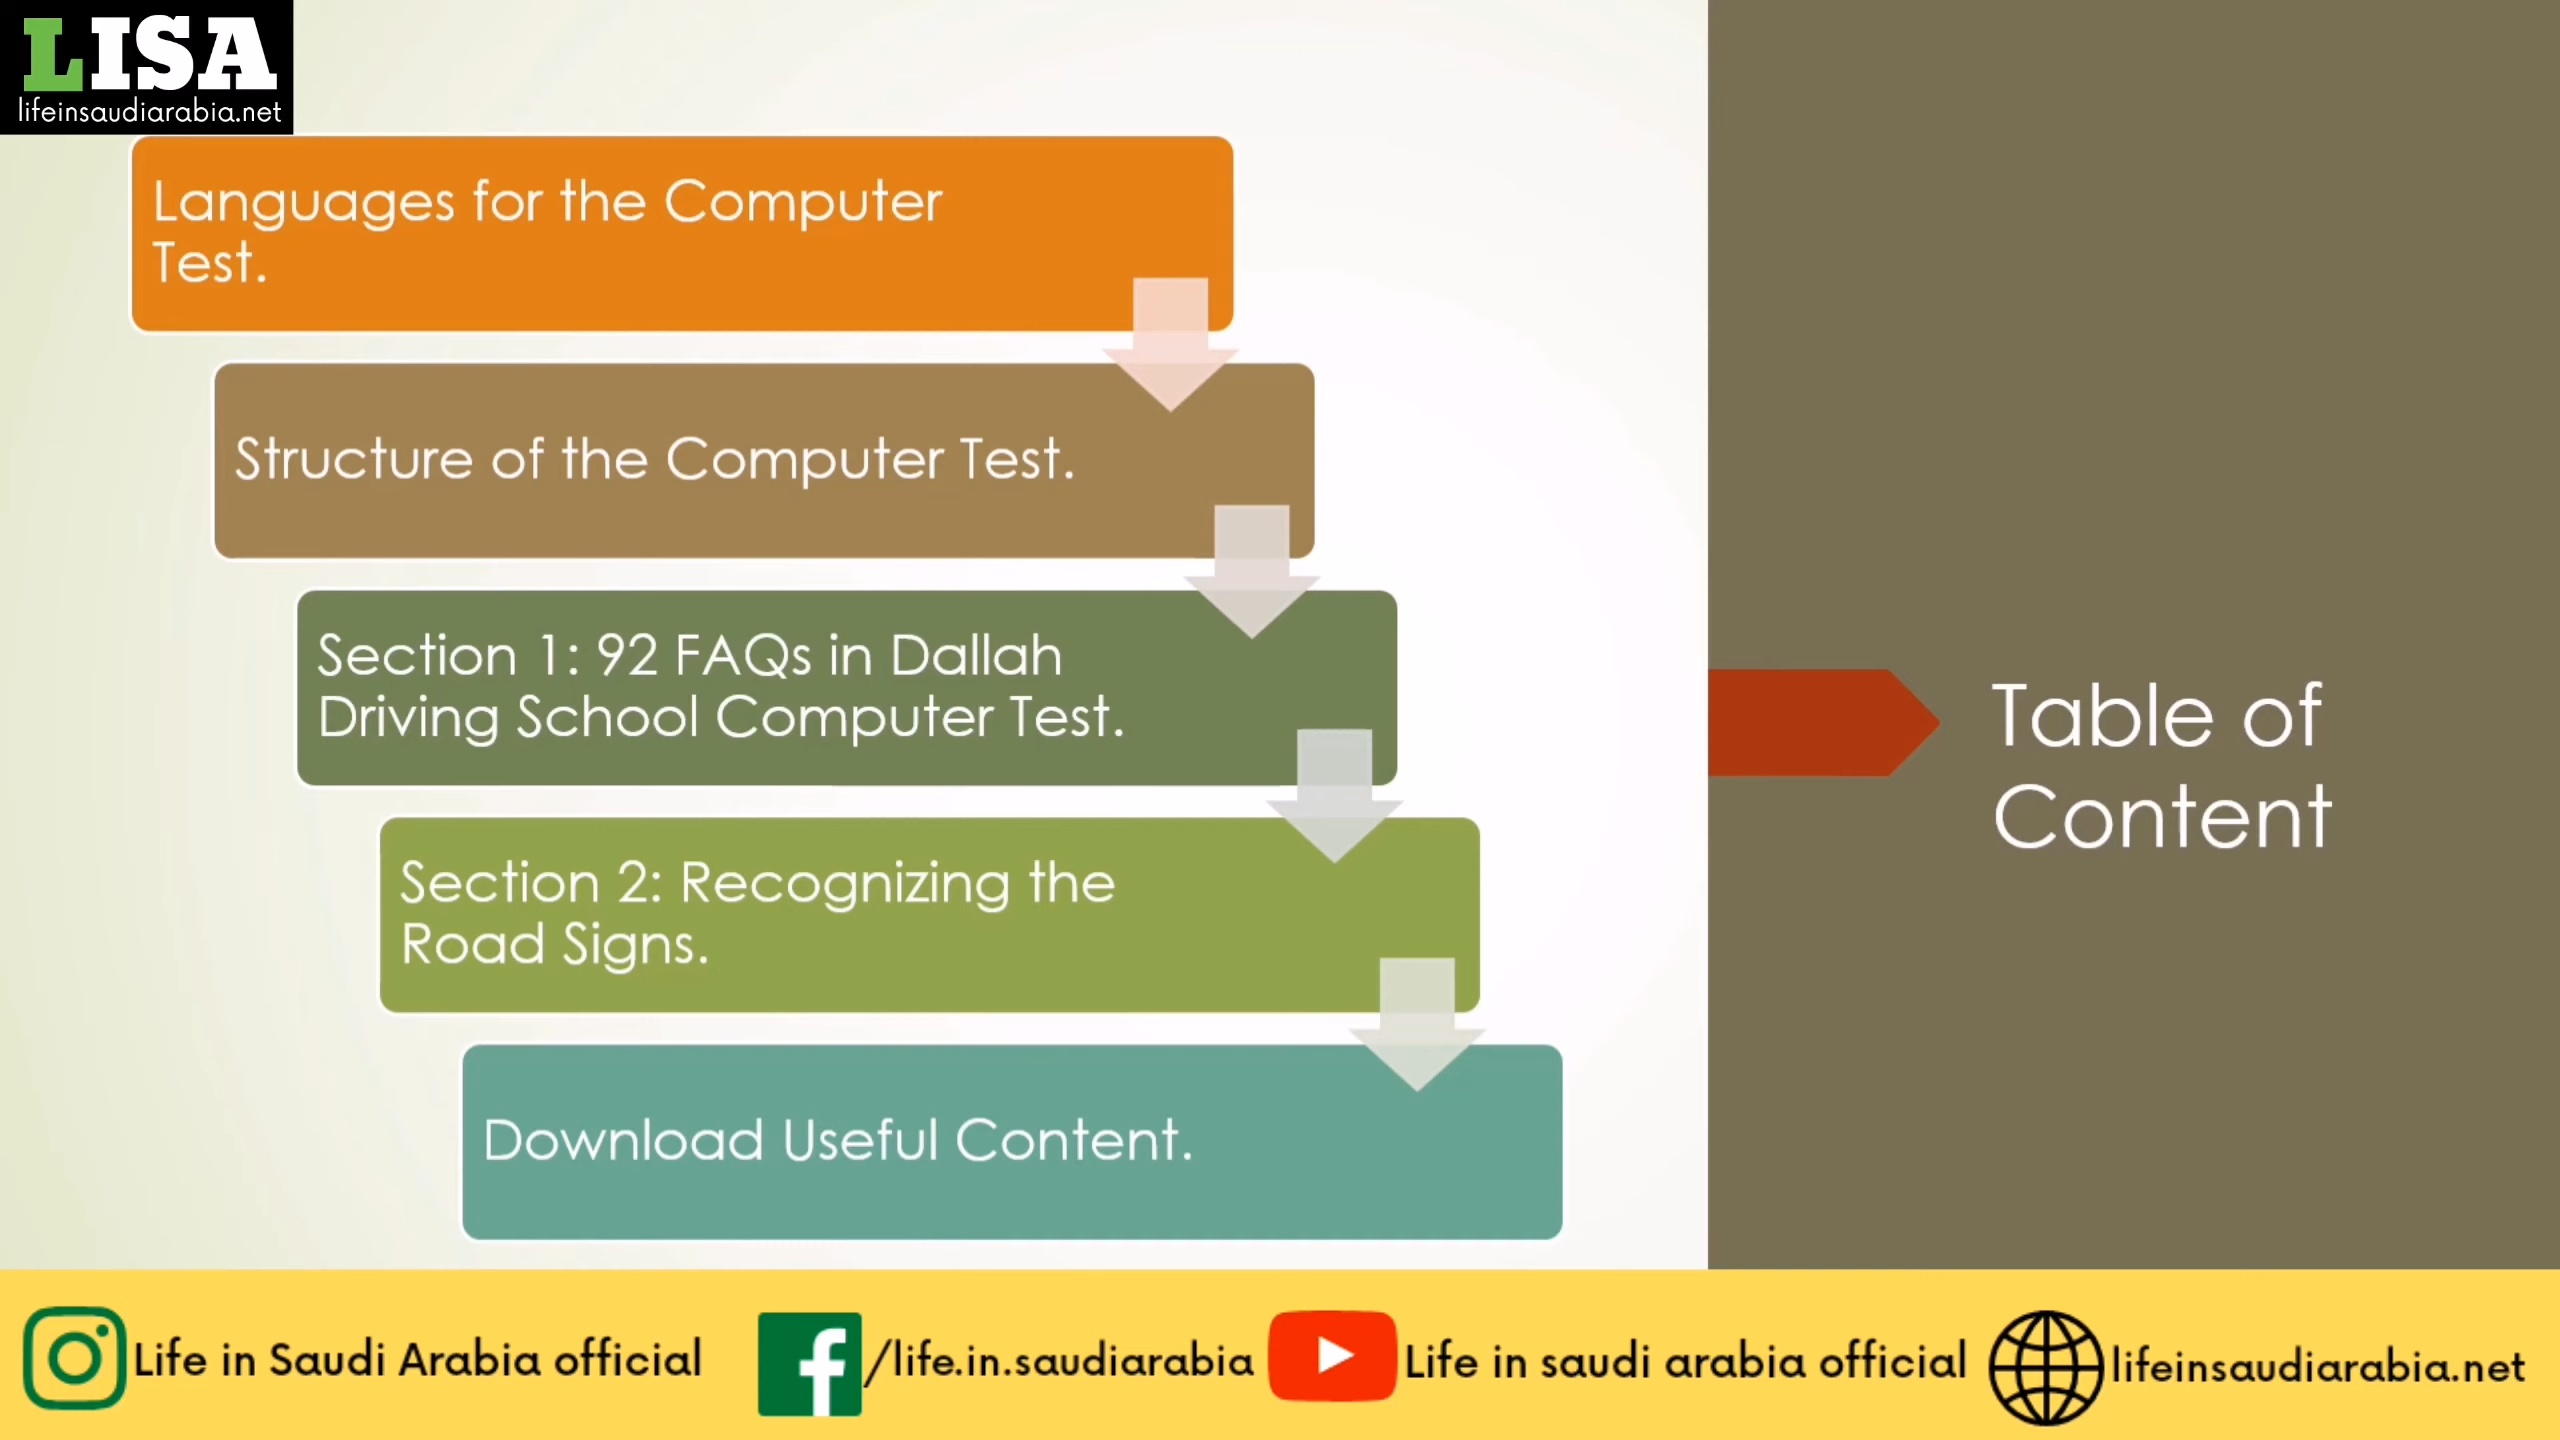 LISA
lifeinsaudiarabia.net
Languages for the Computer
Test.
Structure of the Computer Test.
Section 1: 92 FAQs in Dallah
Driving School Computer Test.
Section 2: Recognizing the
Road Signs.
Download Useful Content.
Table of
Content
Life in Saudi Arabia official
/life.in.saudiarabia
Life in saudi arabia official
lifeinsaudiarabia.net